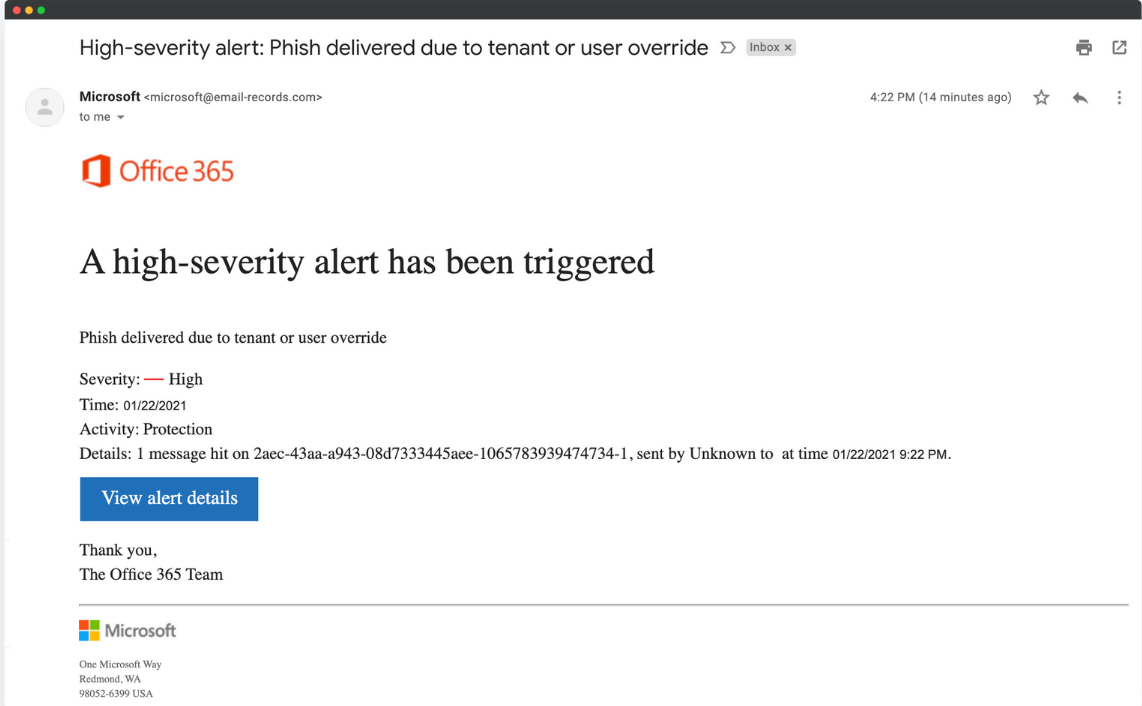 High-severity alert: Phish delivered due to tenant or user override Inbox ×
Microsoft <microsoft@email-records.com> 4:22 PM (14 minutes ago)
to me
Office 365
A high-severity alert has been triggered
Phish delivered due to tenant or user override
Severity: — High
Time: 01/22/2021
Activity: Protection
Details: 1 message hit on 2aec-43aa-a943-08d7333445aee-1065783939474734-1, sent by Unknown to  at time 01/22/2021 9:22 PM.
View alert details
Thank you,
The Office 365 Team
Microsoft
One Microsoft Way
Redmond, WA
98052-6399 USA